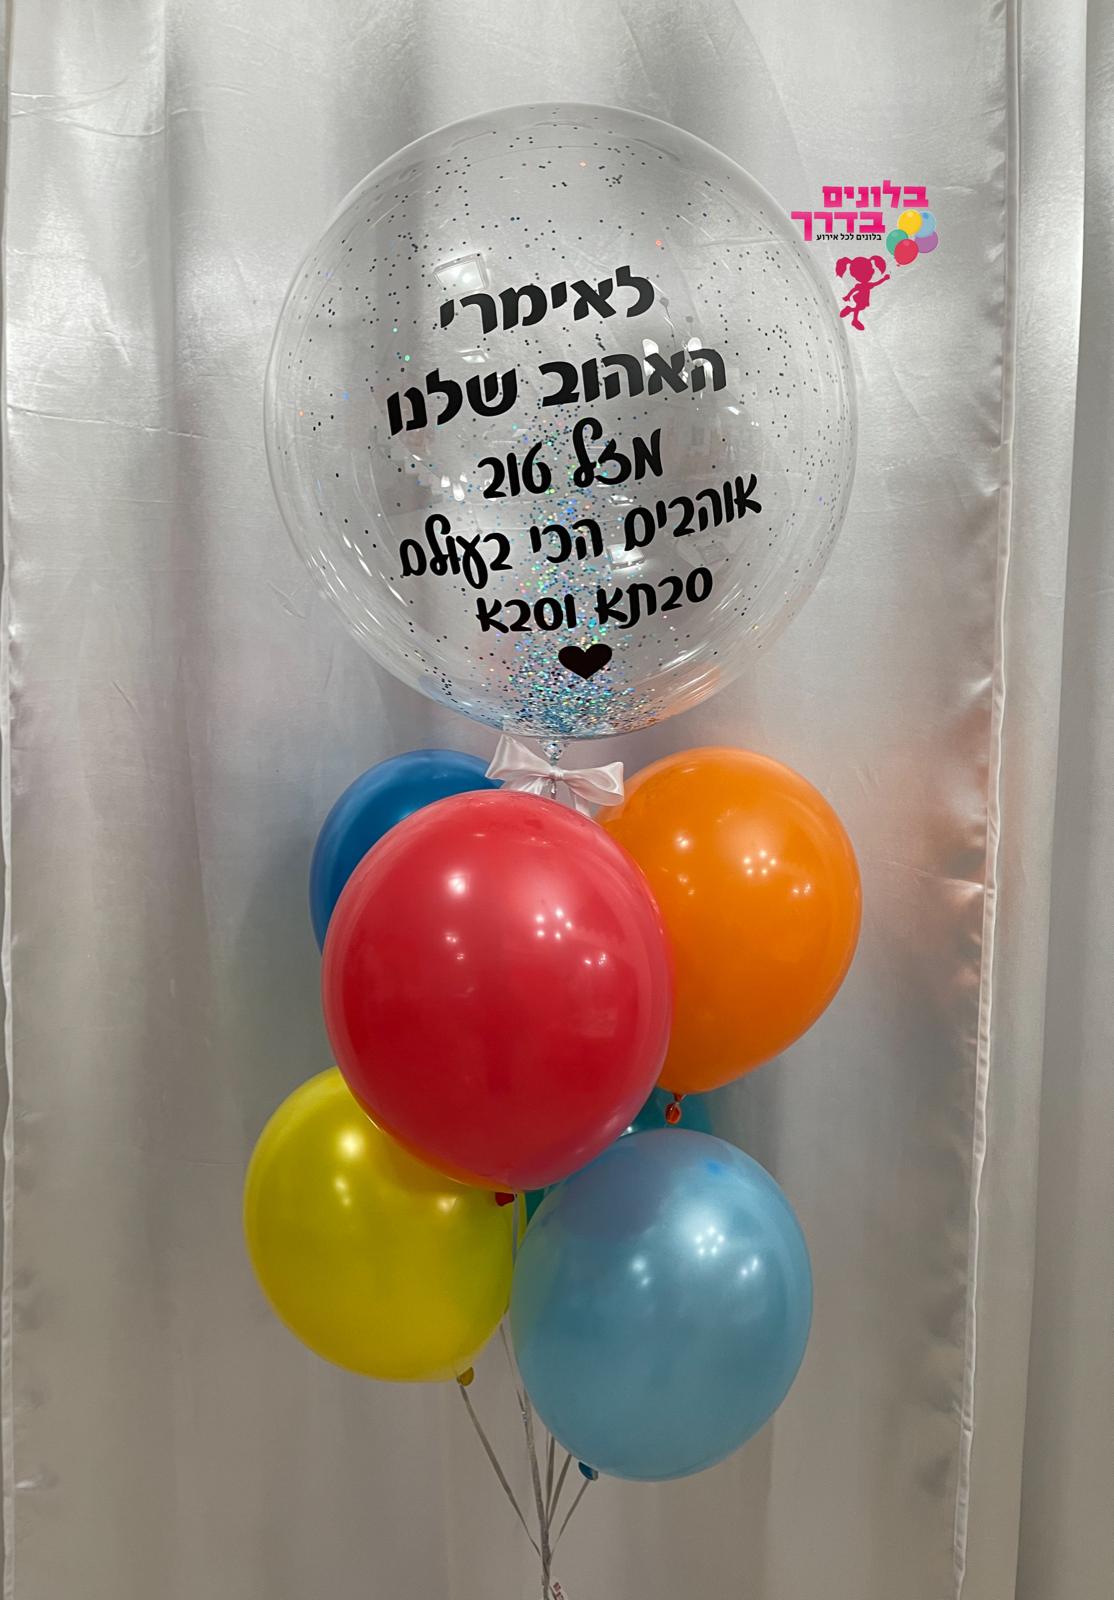 בלונים
בדרך
בלונים לכל אירוע
לאימרי
האהוב שלנו
מזל טוב
אוהבים הכי בעולם
סבתא וסבא